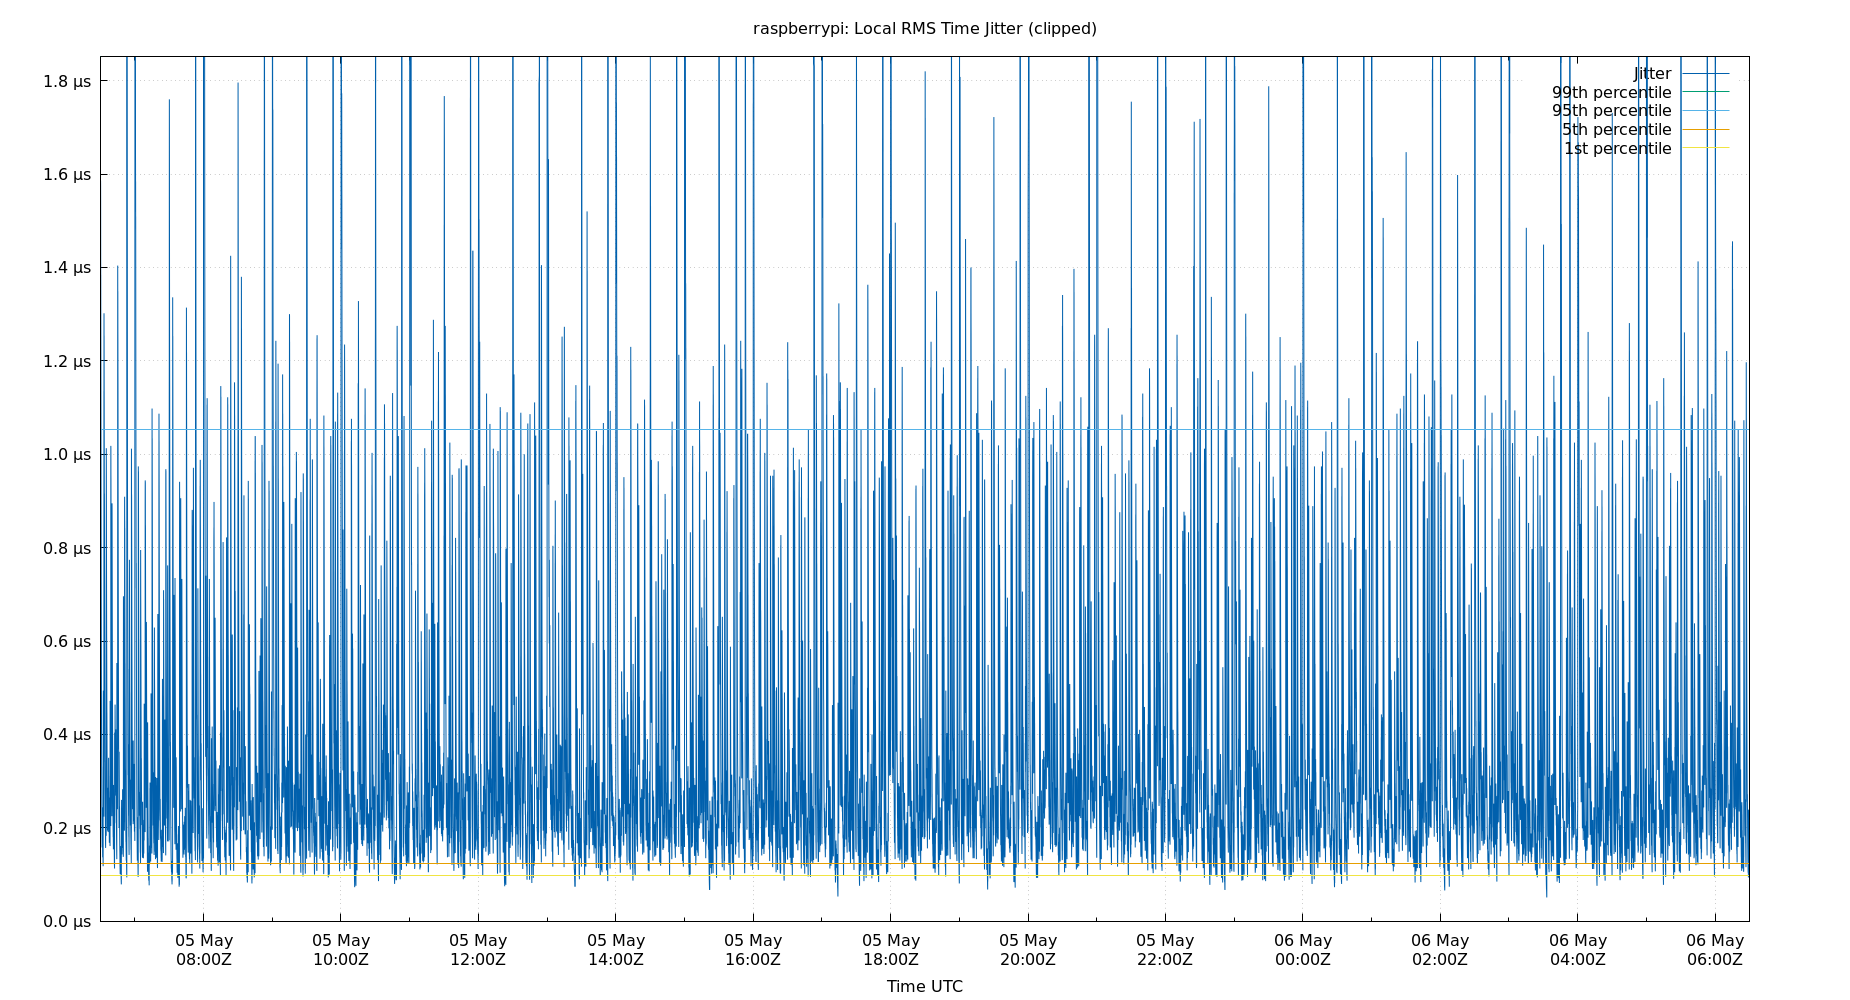 raspberrypi: Local RMS Time Jitter (clipped)
Jitter
99th percentile
95th percentile
5th percentile
1st percentile
1.8 μs
1.6 μs
1.4 μs
1.2 μs
1.0 μs
0.8 μs
0.6 μs
0.4 μs
0.2 μs
0.0 μs
05 May 05 May 05 May 05 May 05 May 05 May 05 May 05 May 06 May 06 May 06 May 06 May
08:00Z 10:00Z 12:00Z 14:00Z 16:00Z 18:00Z 20:00Z 22:00Z 00:00Z 02:00Z 04:00Z 06:00Z
Time UTC